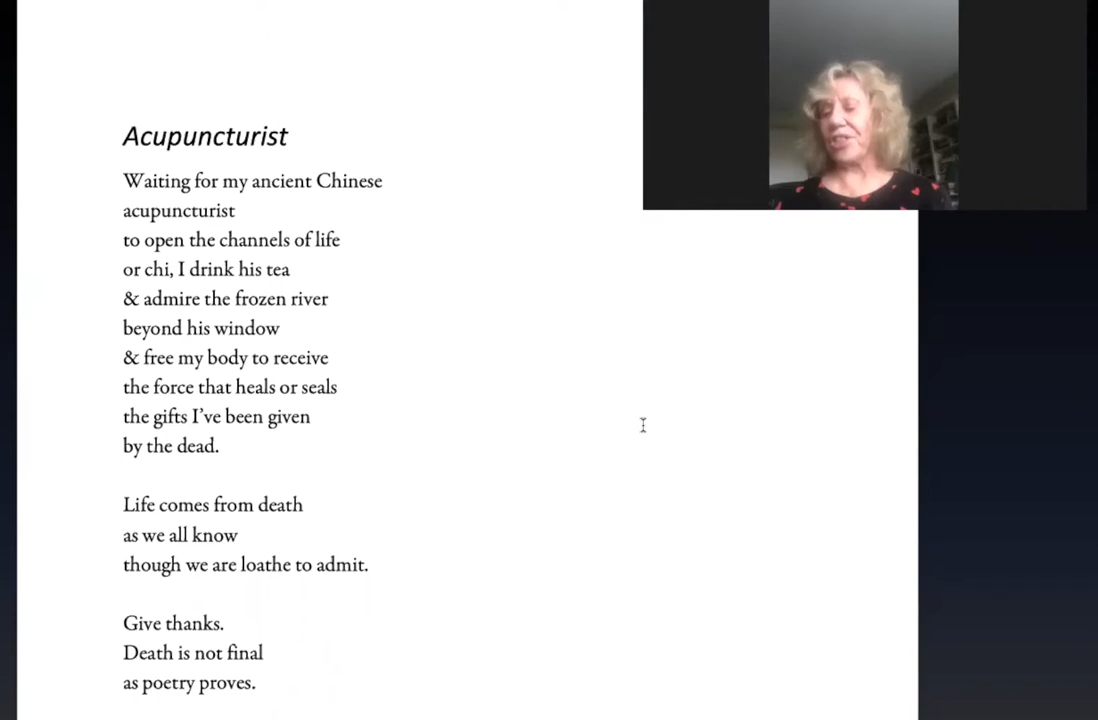 Acupuncturist
Waiting for my ancient Chinese
acupuncturist
to open the channels of life
or chi, I drink his tea
& admire the frozen river
beyond his window
& free my body to receive
the force that heals or seals
the gifts I've been given
by the dead.
Life comes from death
as we all know
though we are loathe to admit.
Give thanks.
Death is not final
as poetry proves.